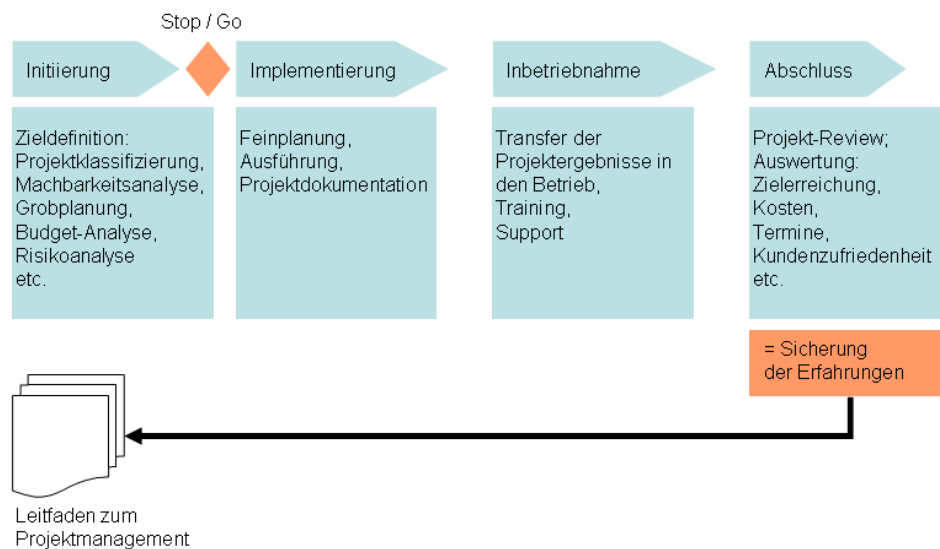 Stop / Go
Initiierung
Implementierung
Inbetriebnahme
Abschluss
Zieldefinition:
Projektklassifizierung,
Machbarkeitsanalyse,
Grobplanung,
Budget-Analyse,
Risikoanalyse
etc.
Feinplanung,
Ausführung,
Projektdokumentation
Transfer der
Projektergebnisse in
den Betrieb,
Training,
Support
Projekt-Review;
Auswertung:
Zielerreichung,
Kosten,
Termine,
Kundenzufriedenheit
etc.
= Sicherung
der Erfahrungen
Leitfaden zum
Projektmanagement